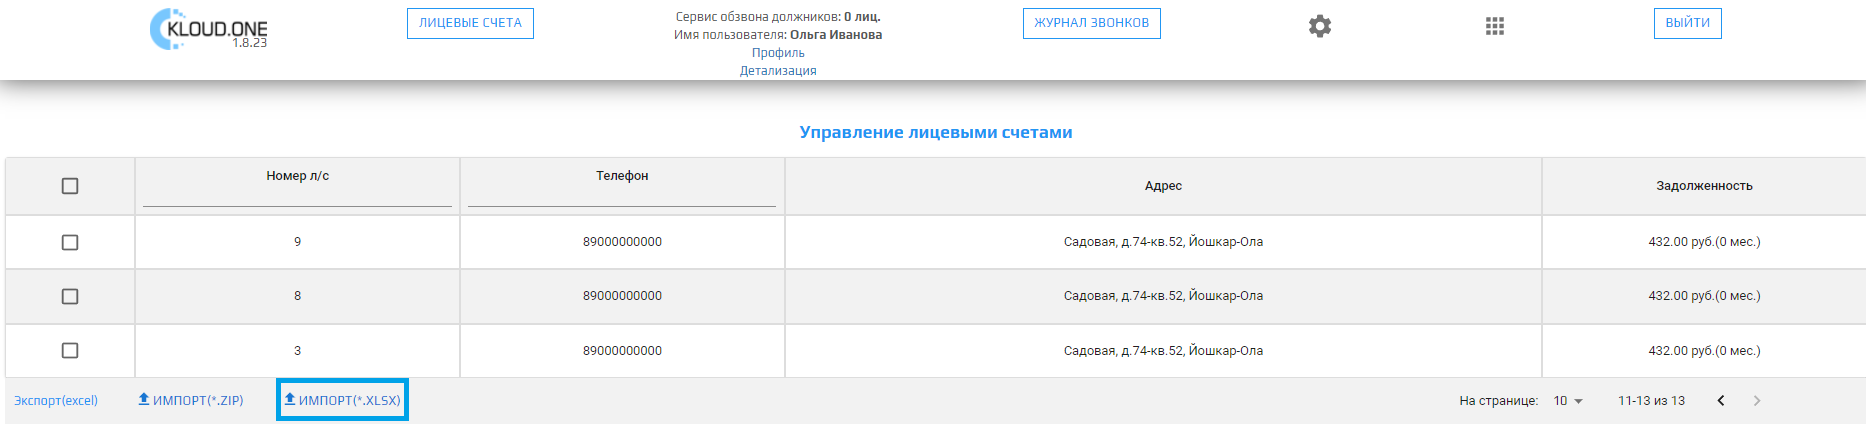 KLOUD.ONE
1.8.23
ЛИЦЕВЫЕ СЧЕТА
Сервис обзвона должников: 0 лиц.
Имя пользователя: Ольга Иванова
Профиль
Детализация
ЖУРНАЛ ЗВОНКОВ
ВЫЙТИ
Управление лицевыми счетами
Номер л/с Телефон Адрес Задолженность
9 89000000000 Садовая, д.74-кв.52, Йошкар-Ола 432.00 руб.(0 мес.)
8 89000000000 Садовая, д.74-кв.52, Йошкар-Ола 432.00 руб.(0 мес.)
3 89000000000 Садовая, д.74-кв.52, Йошкар-Ола 432.00 руб.(0 мес.)
Экспорт(excel) ИМПОРТ(*.ZIP) ИМПОРТ(*.XLSX) На странице: 10 11-13 из 13